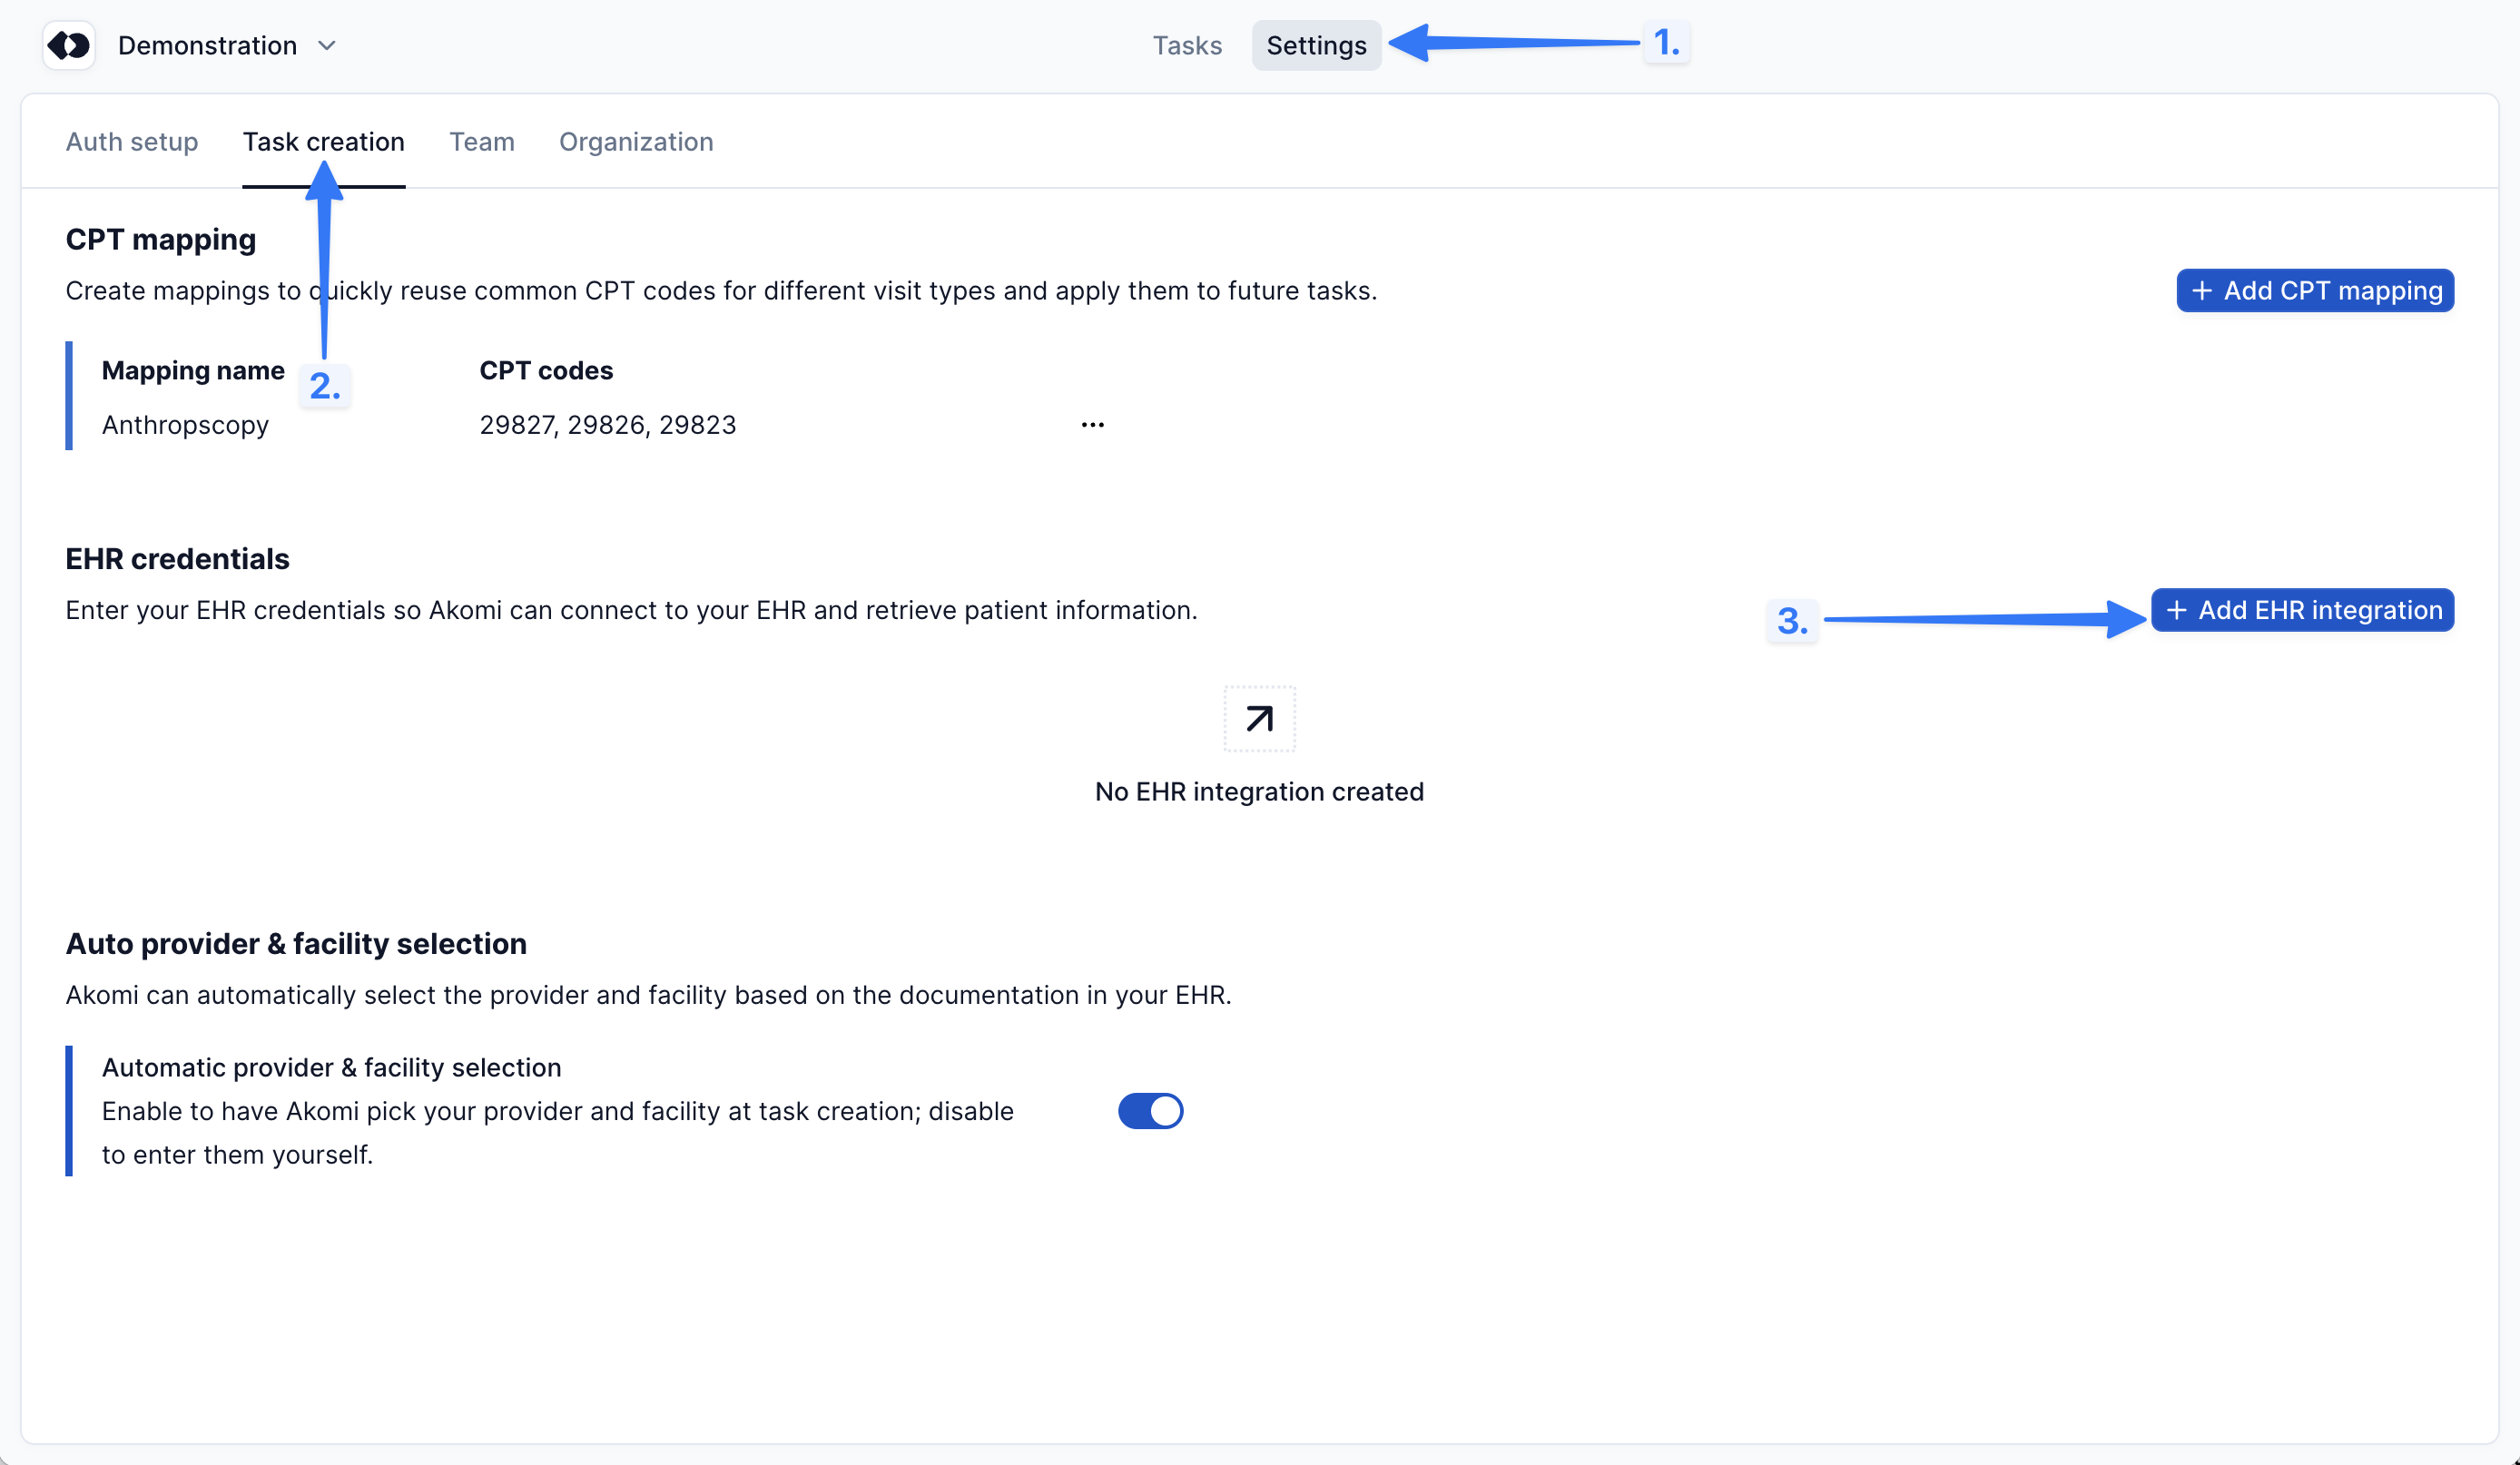 Demonstration
Tasks
Settings
1.
Auth setup
Task creation
Team
Organization
CPT mapping
Create mappings to quickly reuse common CPT codes for different visit types and apply them to future tasks.
+ Add CPT mapping
Mapping name
CPT codes
2.
Anthropscopy
29827, 29826, 29823
...
EHR credentials
Enter your EHR credentials so Akomi can connect to your EHR and retrieve patient information.
3.
+ Add EHR integration
No EHR integration created
Auto provider & facility selection
Akomi can automatically select the provider and facility based on the documentation in your EHR.
Automatic provider & facility selection
Enable to have Akomi pick your provider and facility at task creation; disable
to enter them yourself.